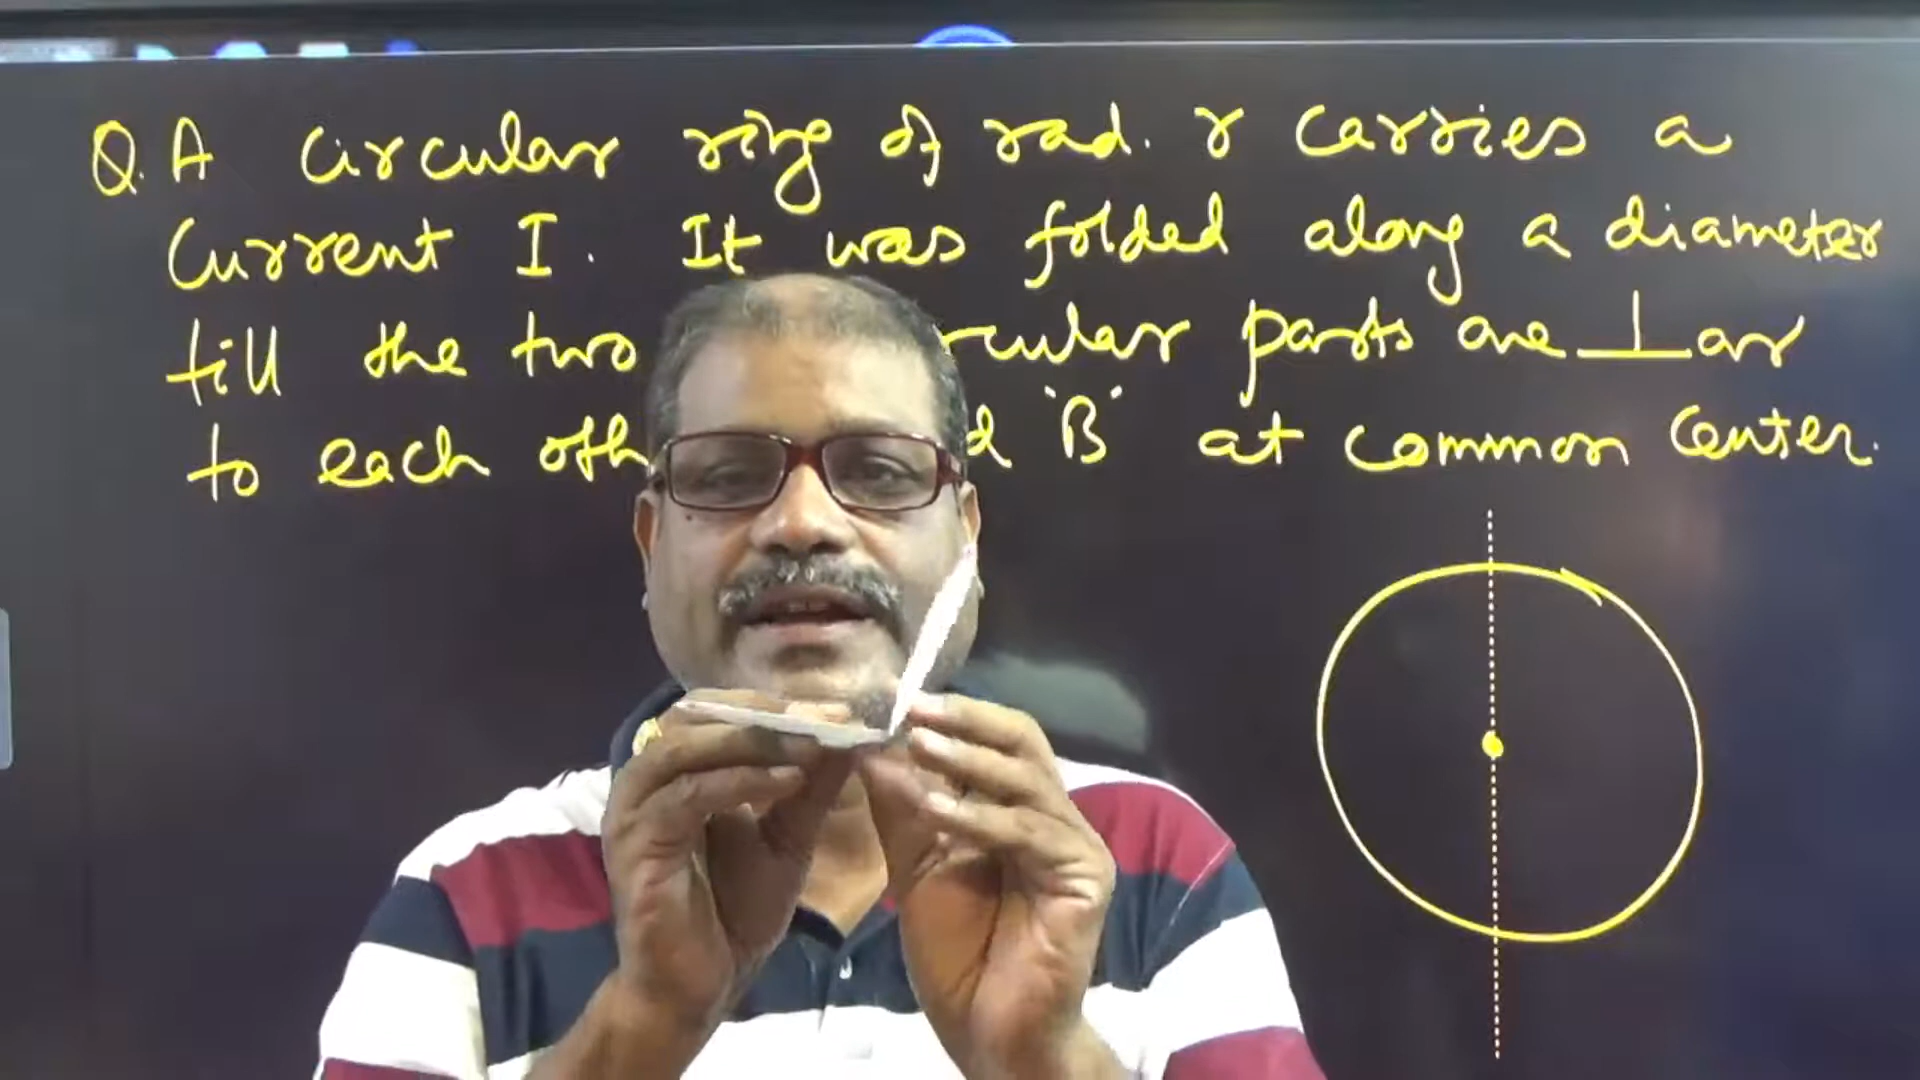 Q. A circular ring of rad. r carries a
Current I. It was folded along a diameter
till the two rcular parts are ⊥ar
to each oth d 'B' at common center.